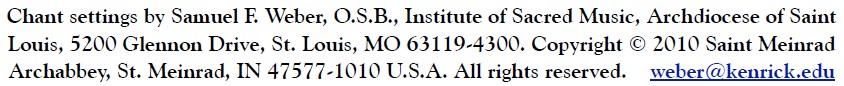 Chant settings by Samuel F. Weber, O.S.B., Institute of Sacred Music, Archdiocese of Saint
Louis, 5200 Glennon Drive, St. Louis, MO 63119-4300. Copyright © 2010 Saint Meinrad
Archabbey, St. Meinrad, IN 47577-1010 U.S.A. All rights reserved. weber@kenrick.edu